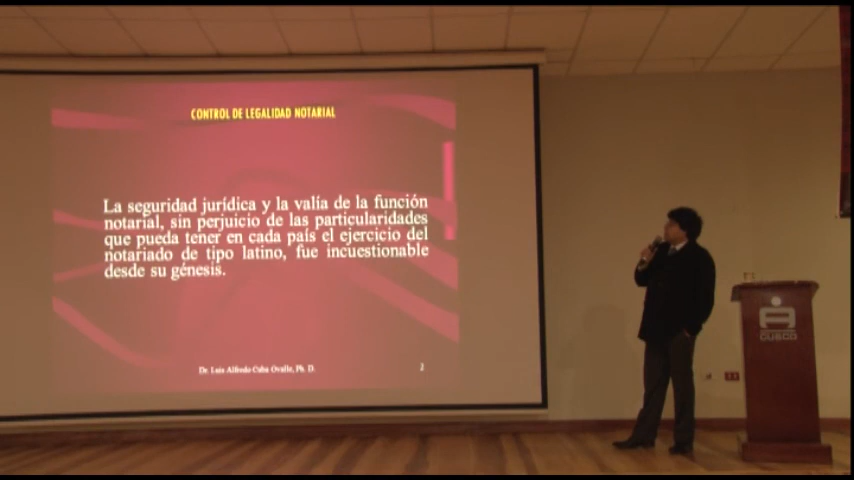 CONTROL DE LEGALIDAD NOTARIAL
La seguridad jurídica y la valía de la función
notarial, sin perjuicio de las particularidades
que pueda tener en cada país el ejercicio del
notariado de tipo latino, fue incuestionable
desde su génesis.
Dr. Luis Alfredo Cuba Ovalle, Ph. D.
2
CUSCO